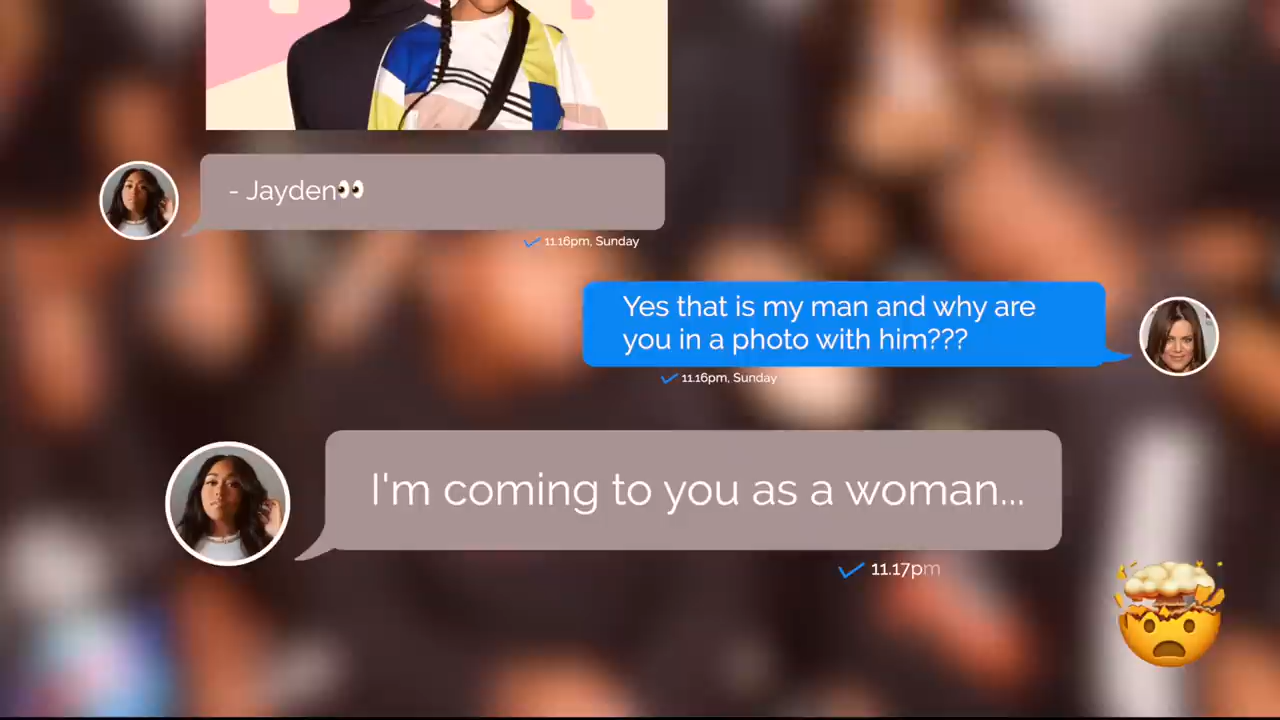 - Jayden👀
11.16pm, Sunday
Yes that is my man and why are
you in a photo with him???
11.16pm, Sunday
I'm coming to you as a woman...
11.17pm